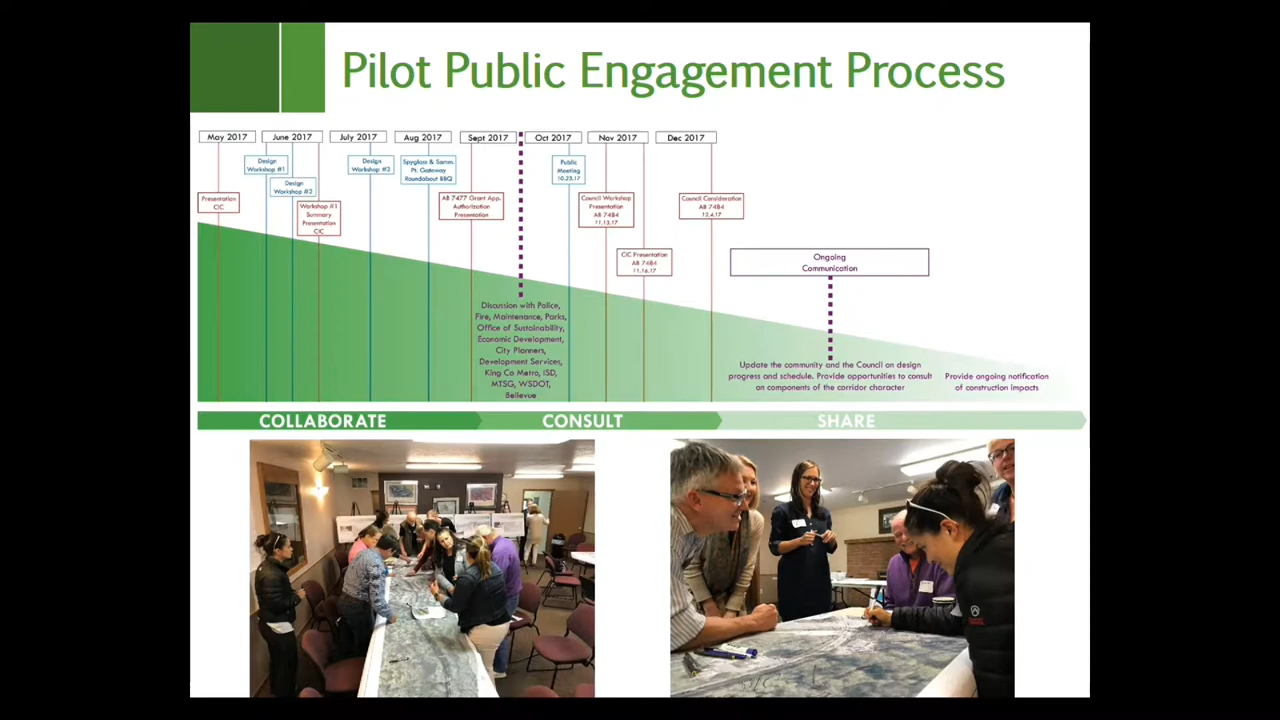 Pilot Public Engagement Process
May 2017
June 2017
July 2017
Aug 2017
Sept 2017
Oct 2017
Nov 2017
Dec 2017
Design
Workshop #1
Design
Workshop #2
Design
Workshop #3
Spyglass & Samm.
Pt. Gateway
Roundabout BBQ
Public
Meeting
10.23.17
Presentation
CIC
Workshop #1
Summary
Presentation
CIC
AB 7477 Grant App.
Authorization
Presentation
Council Workshop
Presentation
AB 7484
11.13.17
Council Consideration
AB 7484
12.4.17
CIC Presentation
AB 7484
11.16.17
Ongoing
Communication
Discussion with Police,
Fire, Maintenance, Parks,
Office of Sustainability,
Economic Development,
City Planners,
Development Services,
King Co Metro, ISD,
MTSG, WSDOT,
Bellevue
Update the community and the Council on design
progress and schedule. Provide opportunities to consult
on components of the corridor character
Provide ongoing notification
of construction impacts
COLLABORATE
CONSULT
SHARE